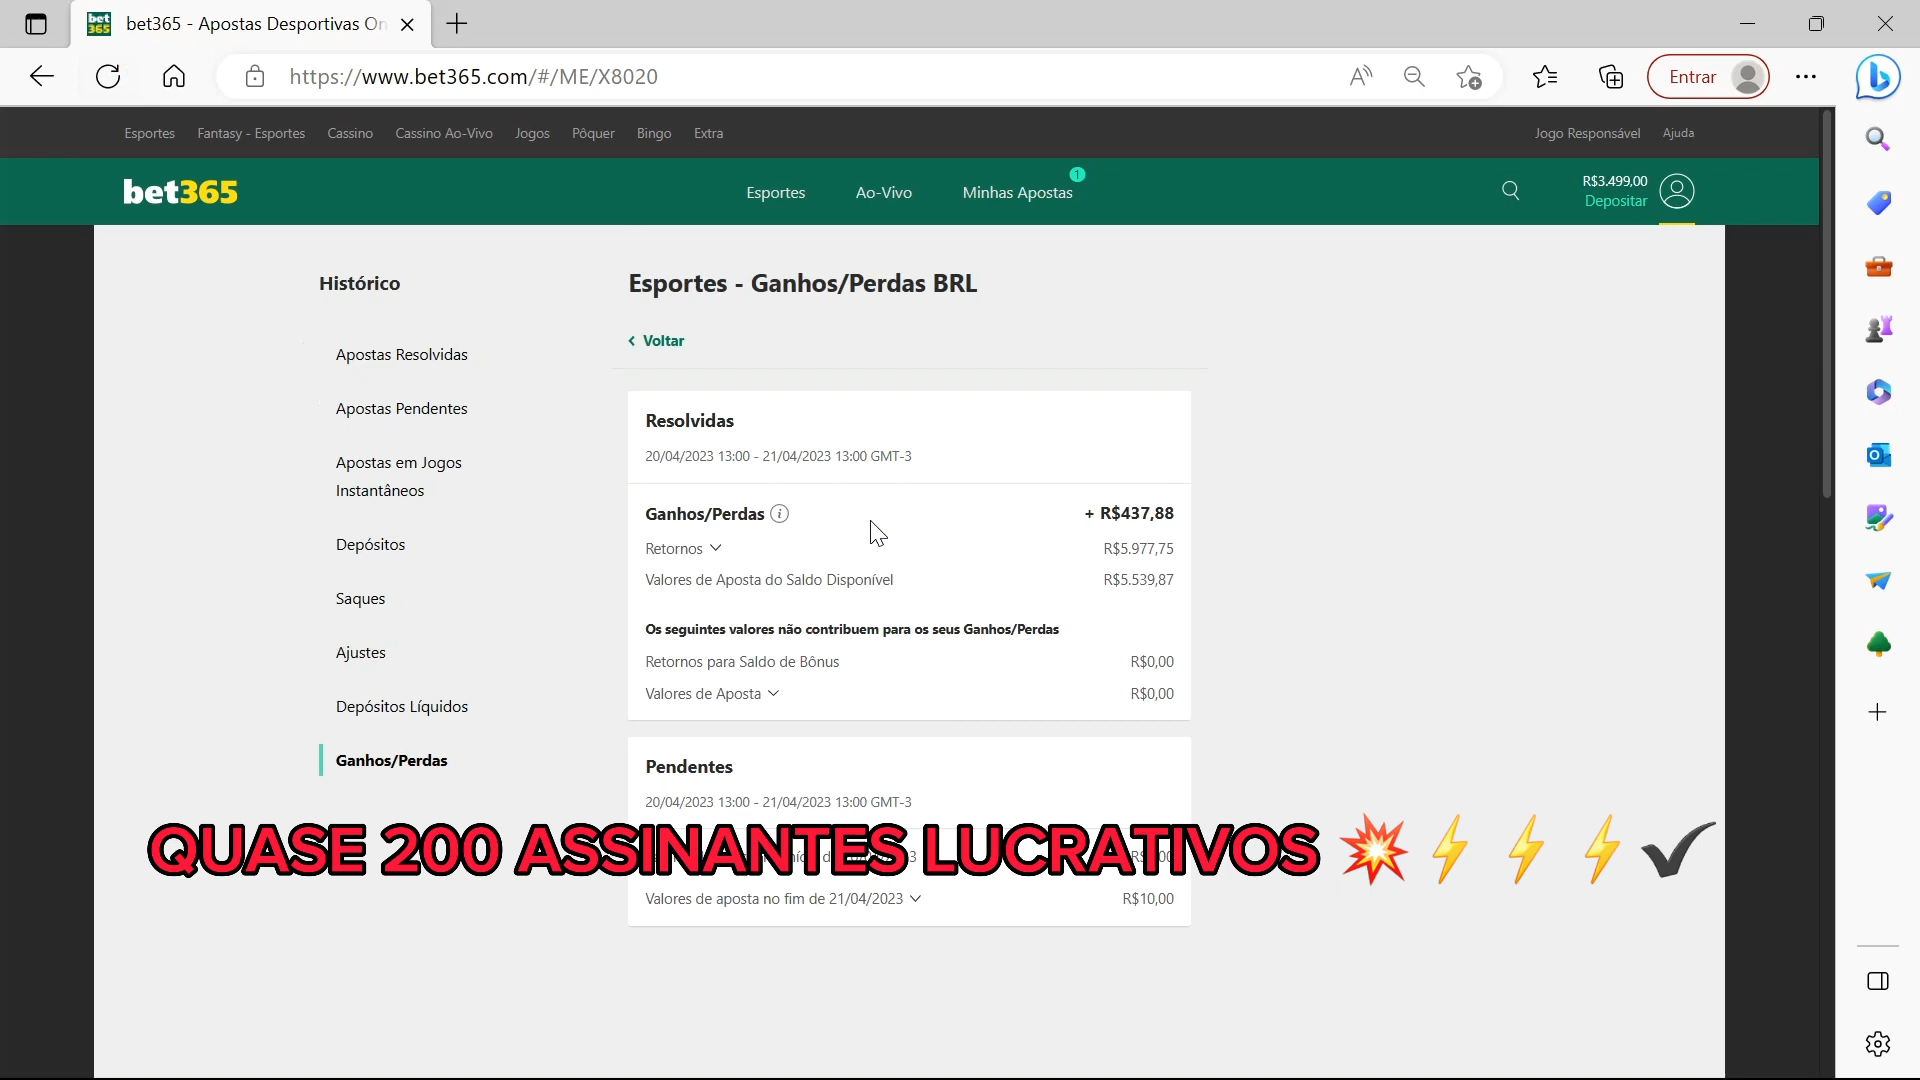 bet365 - Apostas Desportivas On
https://www.bet365.com/#/ME/X8020
Entrar
Esportes Fantasy - Esportes Cassino Cassino Ao-Vivo Jogos Pôquer Bingo Extra Jogo Responsável Ajuda
bet365
Esportes Ao-Vivo Minhas Apostas 1
R$3.499,00
Depositar
Histórico
Apostas Resolvidas
Apostas Pendentes
Apostas em Jogos
Instantâneos
Depósitos
Saques
Ajustes
Depósitos Líquidos
Ganhos/Perdas
Esportes - Ganhos/Perdas BRL
Voltar
Resolvidas
20/04/2023 13:00 - 21/04/2023 13:00 GMT-3
Ganhos/Perdas + R$437,88
Retornos R$5.977,75
Valores de Aposta do Saldo Disponível R$5.539,87
Os seguintes valores não contribuem para os seus Ganhos/Perdas
Retornos para Saldo de Bônus R$0,00
Valores de Aposta R$0,00
Pendentes
20/04/2023 13:00 - 21/04/2023 13:00 GMT-3
QUASE 200 ASSINANTES LUCRATIVOS 💥⚡⚡⚡✔
Valores de aposta no fim de 21/04/2023 R$10,00